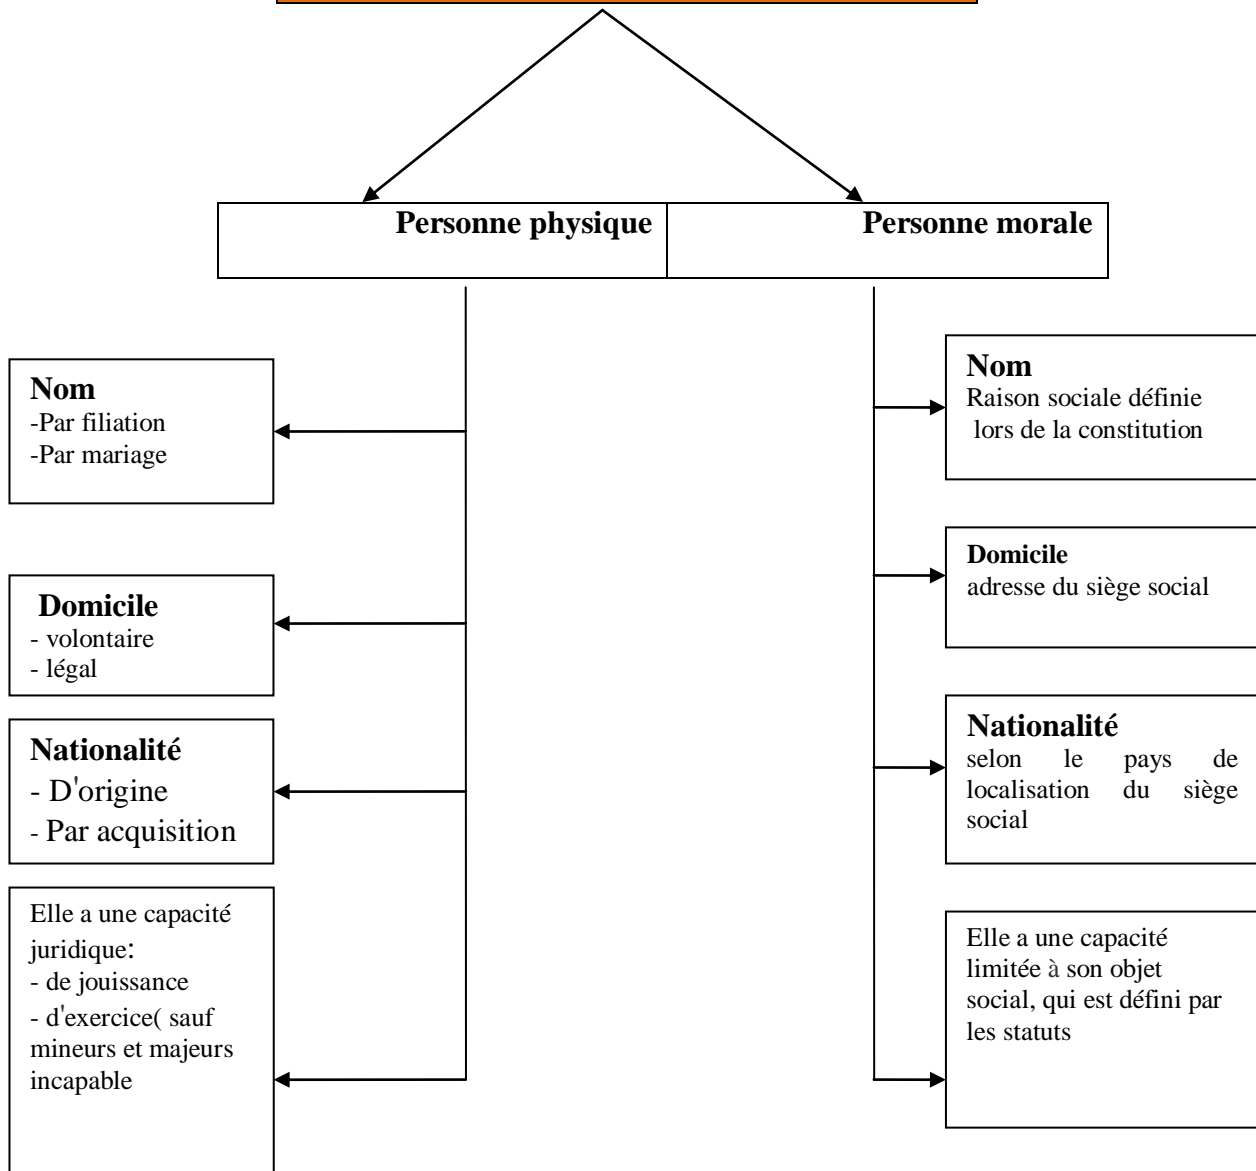 Personne physique
Personne morale
Nom
-Par filiation
-Par mariage
Domicile
- volontaire
- légal
Nationalité
- D'origine
- Par acquisition
Elle a une capacité
juridique:
- de jouissance
- d'exercice( sauf
mineurs et majeurs
incapable
Nom
Raison sociale définie
lors de la constitution
Domicile
adresse du siège social
Nationalité
selon le pays de
localisation du siège
social
Elle a une capacité
limitée à son objet
social, qui est défini par
les statuts